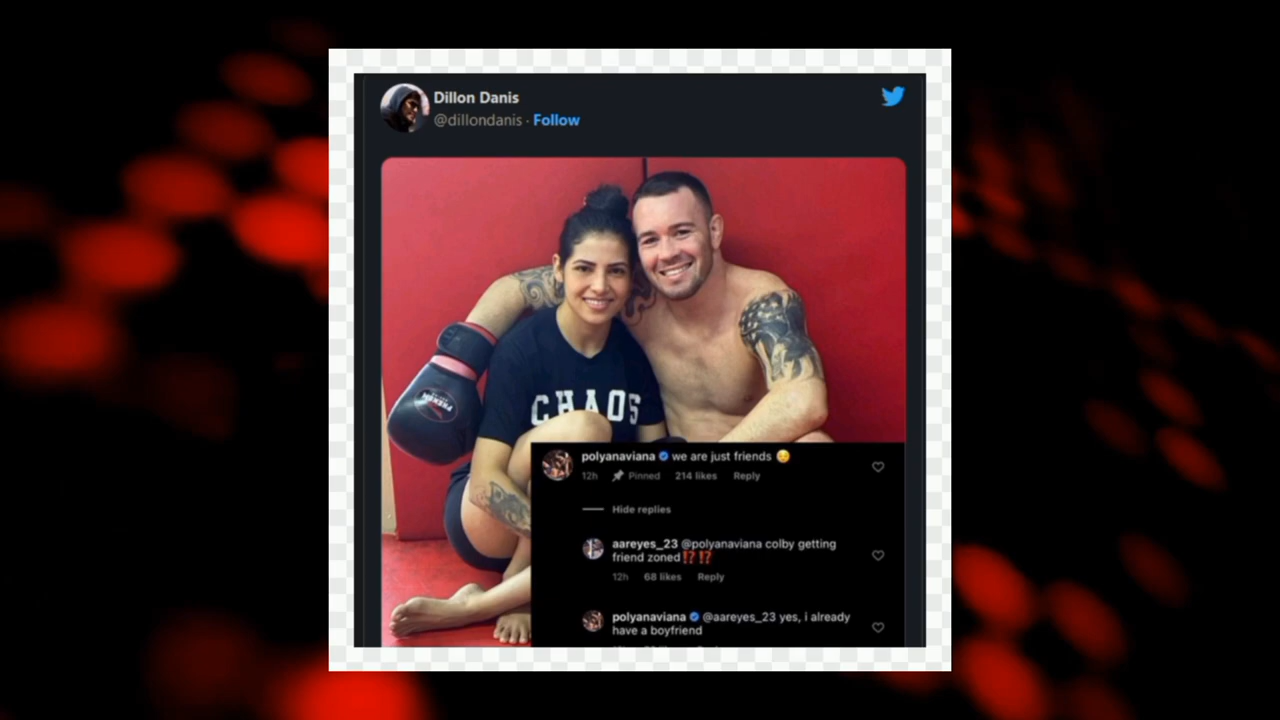 Dillon Danis
@dillondanis · Follow
CHAOS
polyanaviana we are just friends 😉
12h Pinned 214 likes Reply
Hide replies
aareyes_23 @polyanaviana colby getting
friend zoned⁉️⁉️
12h 68 likes Reply
polyanaviana @aareyes_23 yes, i already
have a boyfriend